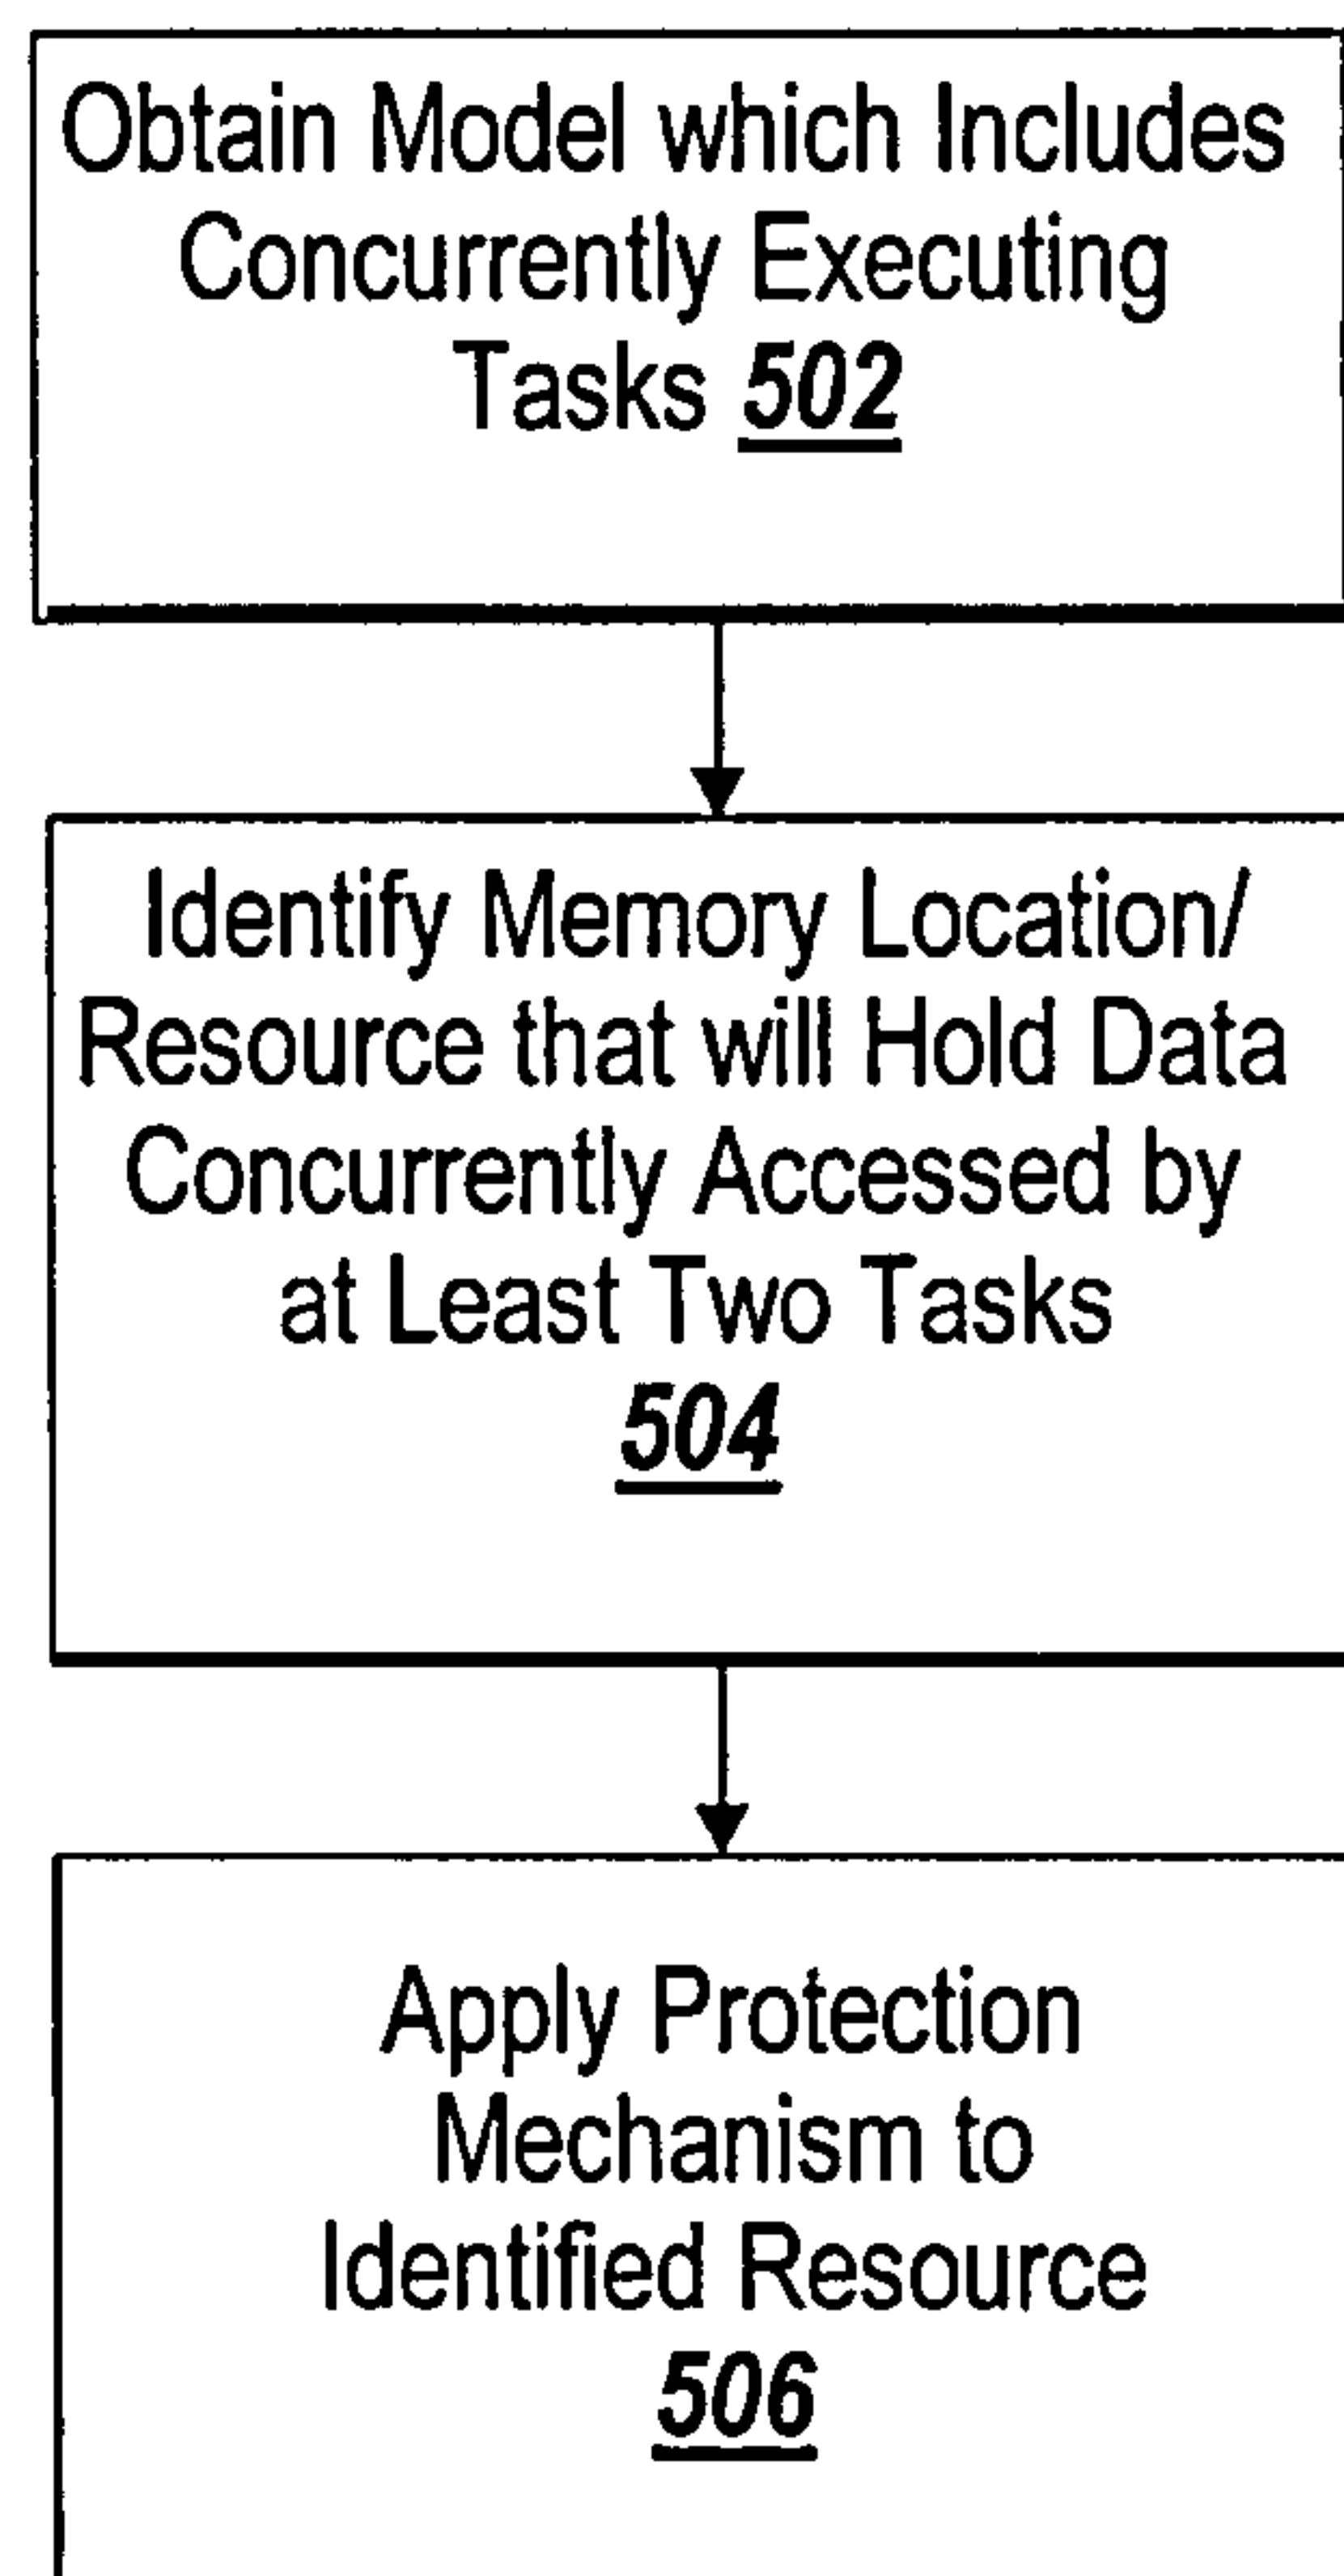 Obtain Model which Includes
Concurrently Executing
Tasks 502
Identify Memory Location/
Resource that will Hold Data
Concurrently Accessed by
at Least Two Tasks
504
Apply Protection
Mechanism to
Identified Resource
506